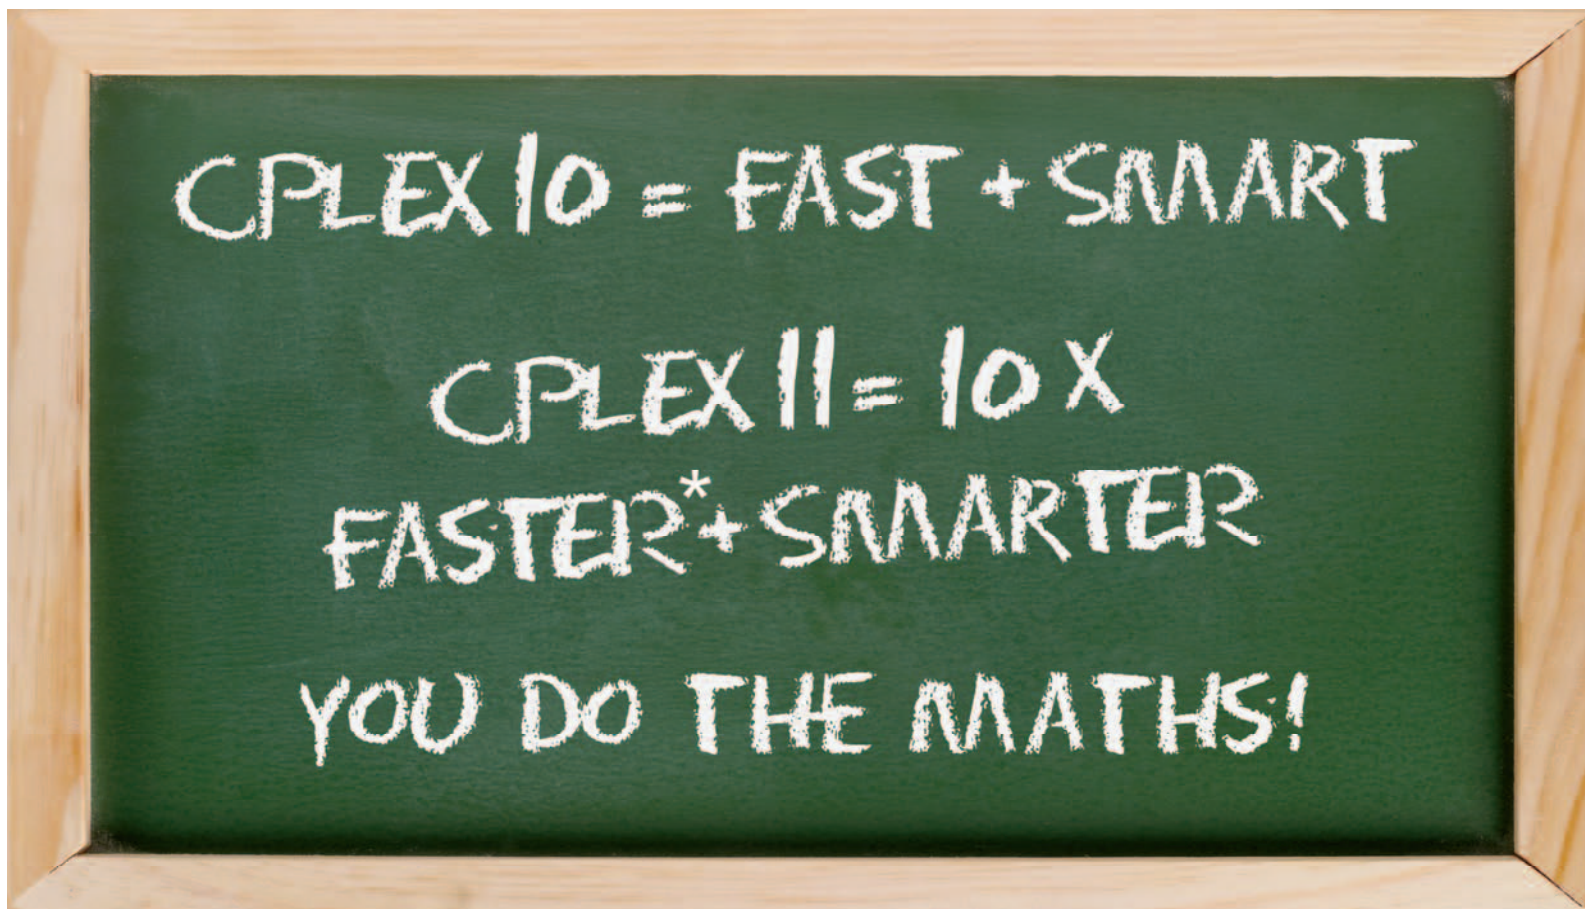 CPLEX 10 = FAST + SMART
CPLEX 11 = 10 X
FASTER* + SMARTER
YOU DO THE MATHS!